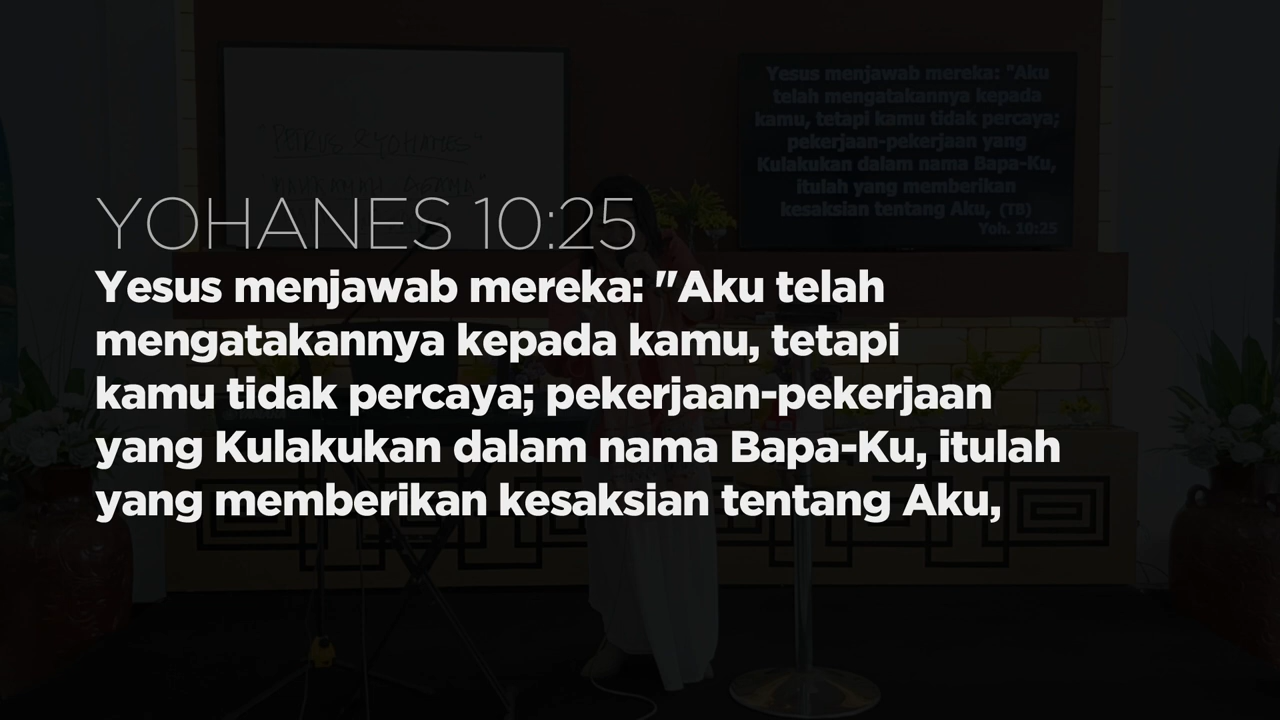 YOHANES 10:25
Yesus menjawab mereka: "Aku telah
mengatakannya kepada kamu, tetapi
kamu tidak percaya; pekerjaan-pekerjaan
yang Kulakukan dalam nama Bapa-Ku, itulah
yang memberikan kesaksian tentang Aku,
Yesus menjawab mereka: "Aku
telah mengatakannya kepada
kamu, tetapi kamu tidak percaya;
pekerjaan-pekerjaan yang
Kulakukan dalam nama Bapa-Ku,
itulah yang memberikan
kesaksian tentang Aku, (TB)
Yoh. 10:25